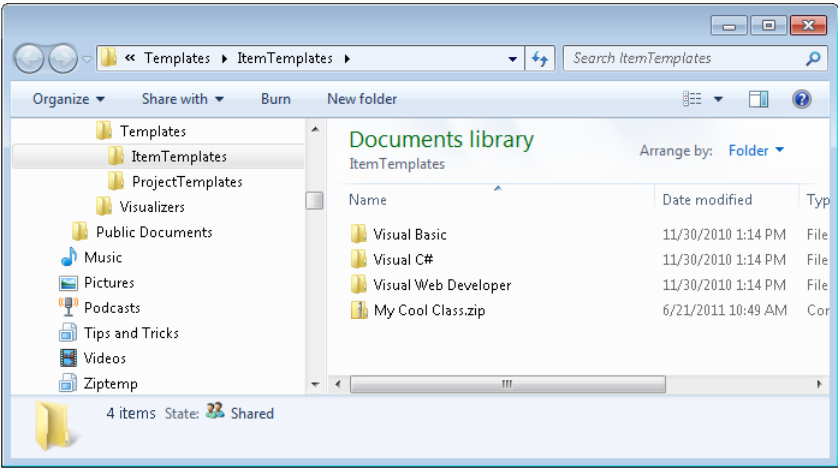 « Templates ▸ ItemTemplates ▸
Search ItemTemplates
Organize ▾ Share with ▾ Burn New folder
Templates
ItemTemplates
ProjectTemplates
Visualizers
Public Documents
Music
Pictures
Podcasts
Tips and Tricks
Videos
Ziptemp
Documents library
ItemTemplates
Arrange by: Folder ▾
Name Date modified Typ
Visual Basic 11/30/2010 1:14 PM File
Visual C# 11/30/2010 1:14 PM File
Visual Web Developer 11/30/2010 1:14 PM File
My Cool Class.zip 6/21/2011 10:49 AM Cor
4 items State: Shared